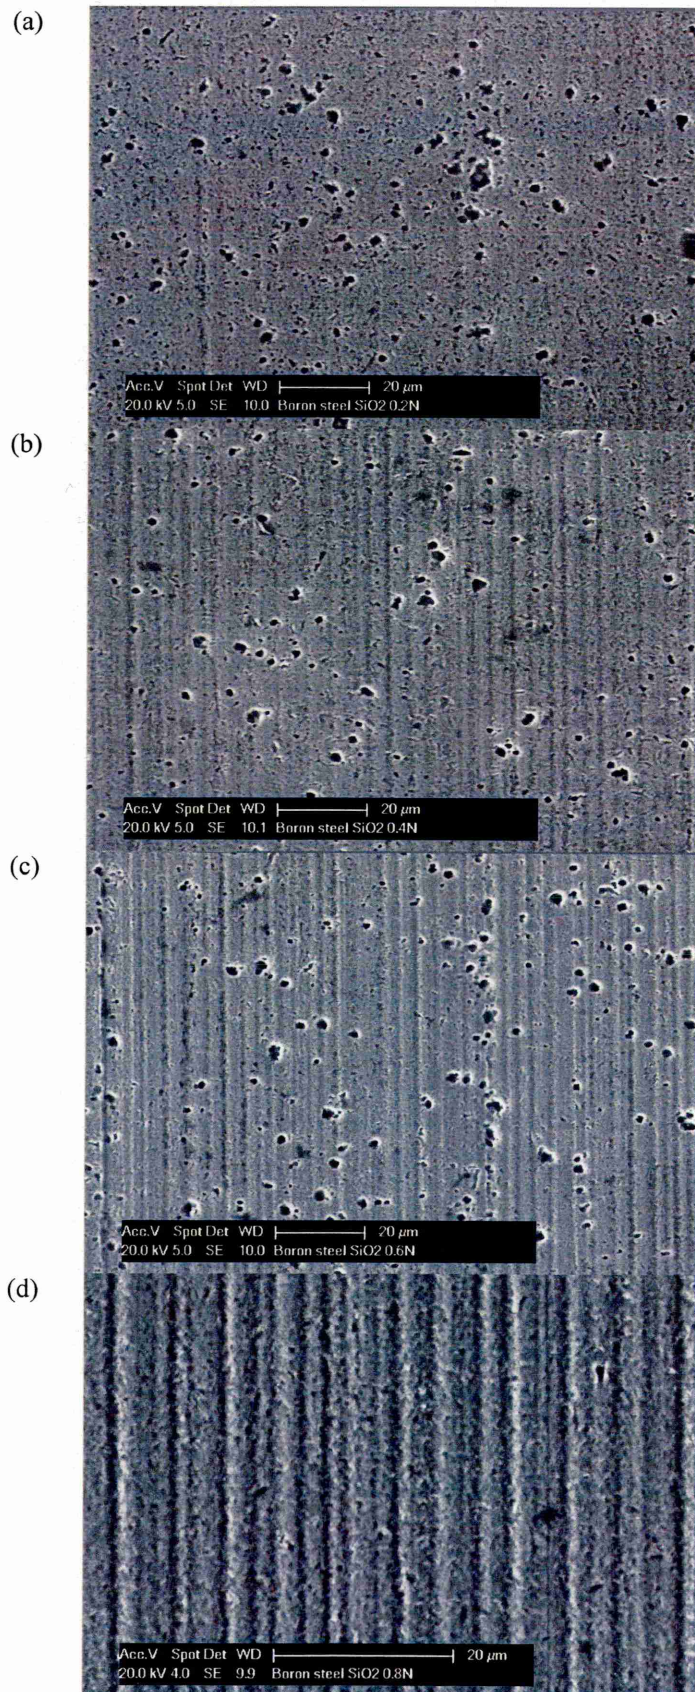 (a)
Acc.V Spot Det WD 20 µm
20.0 kV 5.0 SE 10.0 Boron steel SiO2 0.2N
(b)
Acc.V Spot Det WD 20 µm
20.0 kV 5.0 SE 10.1 Boron steel SiO2 0.4N
(c)
Acc.V Spot Det WD 20 µm
20.0 kV 5.0 SE 10.0 Boron steel SiO2 0.6N
(d)
Acc.V Spot Det WD 20 µm
20.0 kV 4.0 SE 9.9 Boron steel SiO2 0.8N